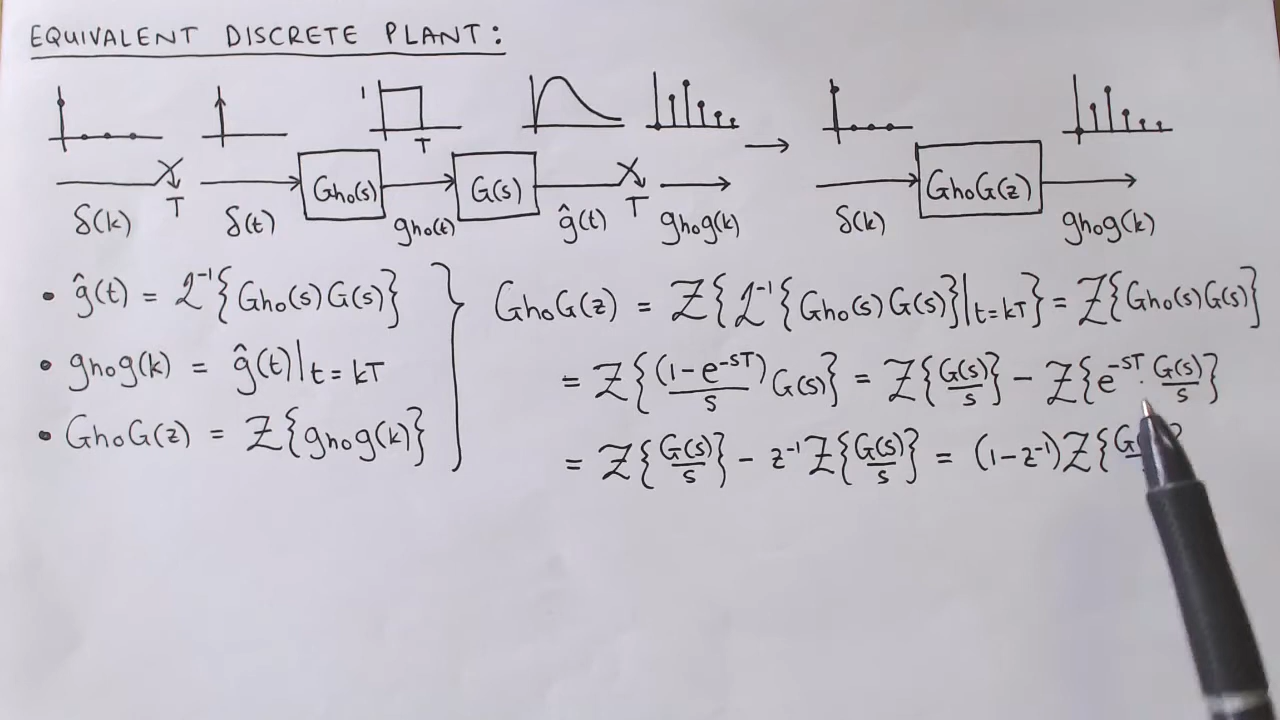 EQUIVALENT DISCRETE PLANT:
1 T
T Gho(s) G(s) T GhoG(z)
δ(k) δ(t) gho(t) ĝ(t) ghog(k) δ(k) ghog(k)
• ĝ(t) = ℒ⁻¹{Gho(s)G(s)}
• ghog(k) = ĝ(t)|t=kT
• GhoG(z) = Z{ghog(k)}
GhoG(z) = Z{ℒ⁻¹{Gho(s)G(s)}|t=kT} = Z{Gho(s)G(s)}
= Z{(1-e^-sT)/s G(s)} = Z{G(s)/s} - Z{e^-sT · G(s)/s}
= Z{G(s)/s} - z⁻¹Z{G(s)/s} = (1-z⁻¹)Z{G(